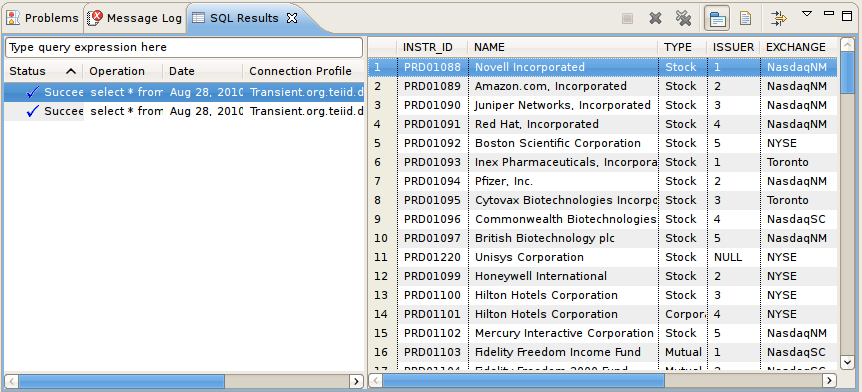 Problems Message Log SQL Results
Type query expression here
Status Operation Date Connection Profile
Succee select * from Aug 28, 2010 Transient.org.teiid.d
Succee select * from Aug 28, 2010 Transient.org.teiid.d
INSTR_ID NAME TYPE ISSUER EXCHANGE
1 PRD01088 Novell Incorporated Stock 1 NasdaqNM
2 PRD01089 Amazon.com, Incorporated Stock 2 NasdaqNM
3 PRD01090 Juniper Networks, Incorporated Stock 3 NasdaqNM
4 PRD01091 Red Hat, Incorporated Stock 4 NasdaqNM
5 PRD01092 Boston Scientific Corporation Stock 5 NYSE
6 PRD01093 Inex Pharmaceuticals, Incorpora Stock 1 Toronto
7 PRD01094 Pfizer, Inc. Stock 2 NasdaqNM
8 PRD01095 Cytovax Biotechnologies Incorpo Stock 3 Toronto
9 PRD01096 Commonwealth Biotechnologies Stock 4 NasdaqSC
10 PRD01097 British Biotechnology plc Stock 5 NasdaqNM
11 PRD01220 Unisys Corporation Stock NULL NYSE
12 PRD01099 Honeywell International Stock 2 NYSE
13 PRD01100 Hilton Hotels Corporation Stock 3 NYSE
14 PRD01101 Hilton Hotels Corporation Corpora 4 NYSE
15 PRD01102 Mercury Interactive Corporation Stock 5 NasdaqNM
16 PRD01103 Fidelity Freedom Income Fund Mutual 1 NasdaqSC
17 PRD01104 Fidelity Freedom 2000 Fund Mutual 2 NasdaqSC